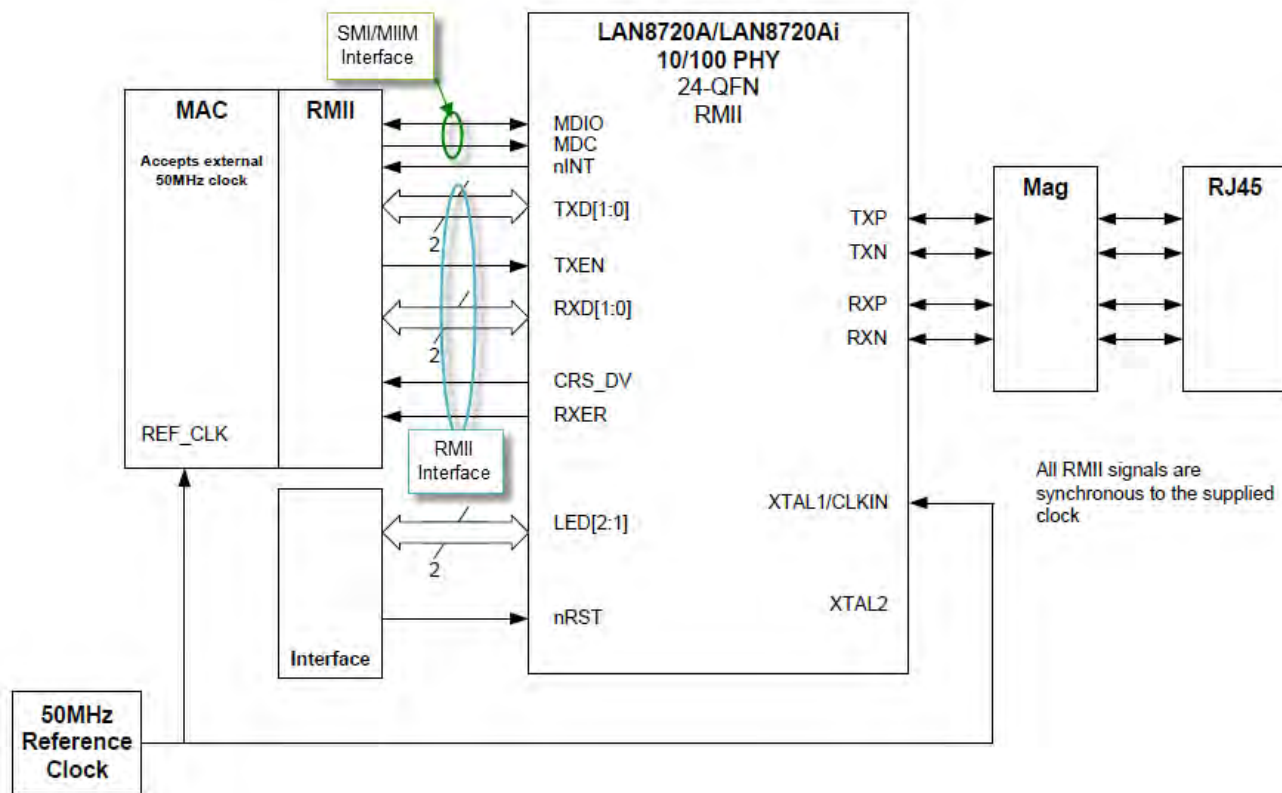 SMI/MIIM
Interface
LAN8720A/LAN8720Ai
10/100 PHY
24-QFN
RMII
MAC
RMII
Accepts external
50MHz clock
MDIO
MDC
nINT
TXD[1:0]
2
TXEN
RXD[1:0]
2
CRS_DV
RXER
REF_CLK
RMII
Interface
TXP
TXN
RXP
RXN
Mag
RJ45
All RMII signals are
synchronous to the supplied
clock
XTAL1/CLKIN
XTAL2
LED[2:1]
2
nRST
Interface
50MHz
Reference
Clock